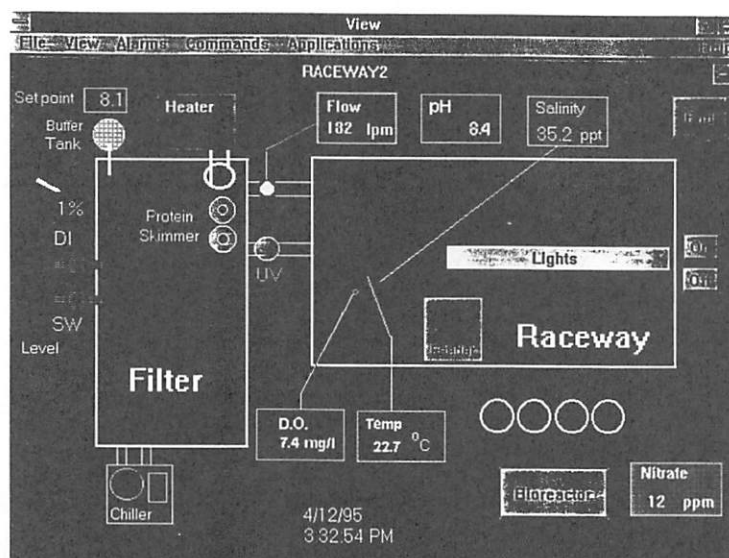 View
File View Alarms Commands Applications
RACEWAY2
Setpoint 8.1
Heater
Flow
182 lpm
pH
8.4
Salinity
35.2 ppt
Buffer
Tank
1%
Protein
Skimmer
DI
UV
Lights
SW
Level
Filter
Raceway
D.O.
7.4 mg/l
Temp
22.7 °C
Chiller
Bioreactor
Nitrate
12 ppm
4/12/95
3:32:54 PM